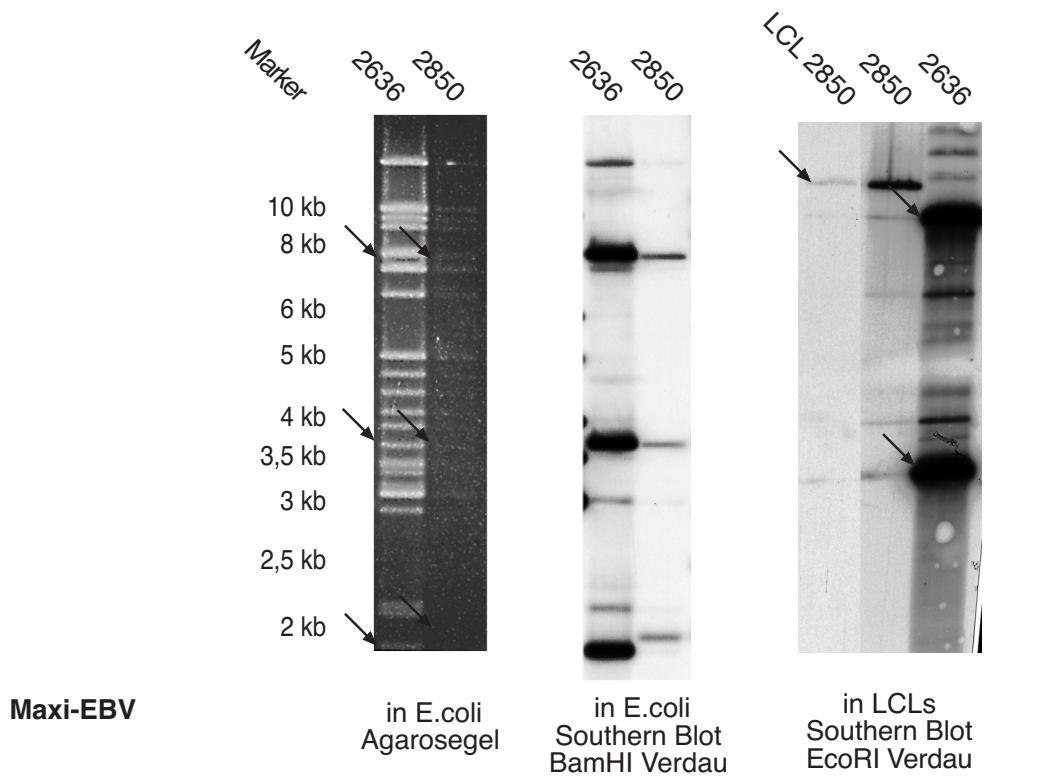 Marker
2636
2850
2636
2850
LCL 2850
2850
2636
10 kb
8 kb
6 kb
5 kb
4 kb
3,5 kb
3 kb
2,5 kb
2 kb
Maxi-EBV
in E.coli
Agarosegel
in E.coli
Southern Blot
BamHI Verdau
in LCLs
Southern Blot
EcoRI Verdau